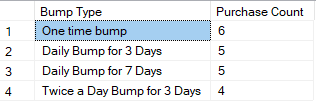 Bump Type Purchase Count
1 One time bump 6
2 Daily Bump for 3 Days 5
3 Daily Bump for 7 Days 5
4 Twice a Day Bump for 3 Days 4